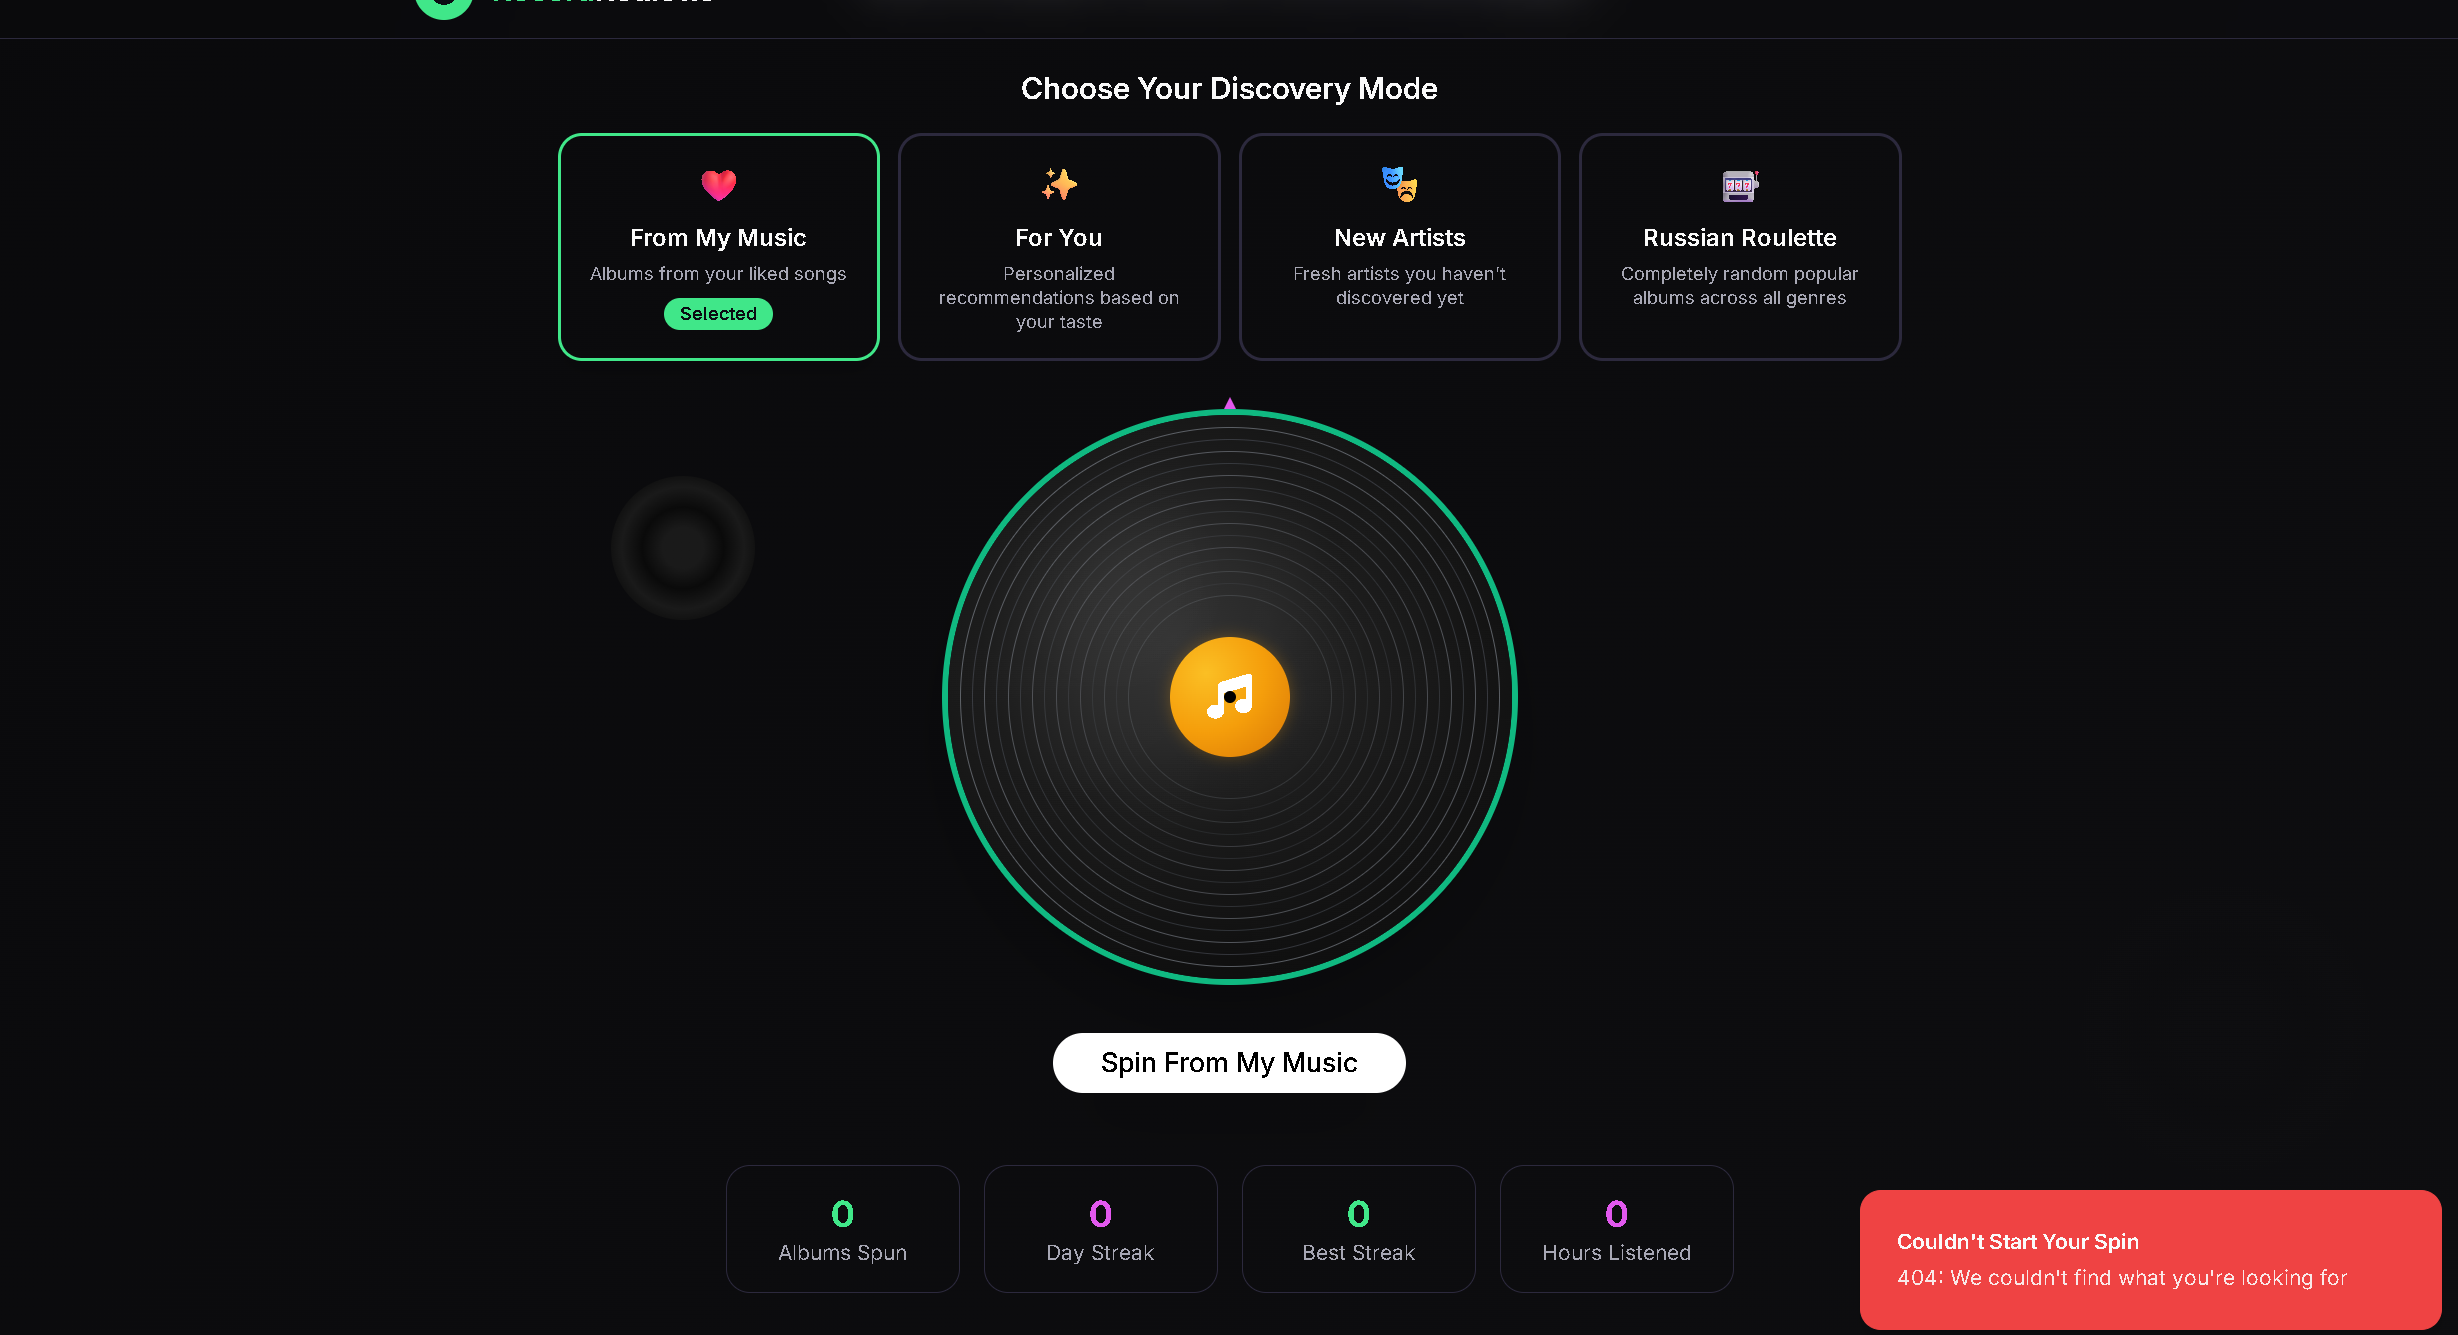 Choose Your Discovery Mode
From My Music
Albums from your liked songs
Selected
For You
Personalized
recommendations based on
your taste
New Artists
Fresh artists you haven't
discovered yet
Russian Roulette
Completely random popular
albums across all genres
Spin From My Music
0
Albums Spun
0
Day Streak
0
Best Streak
0
Hours Listened
Couldn't Start Your Spin
404: We couldn't find what you're looking for